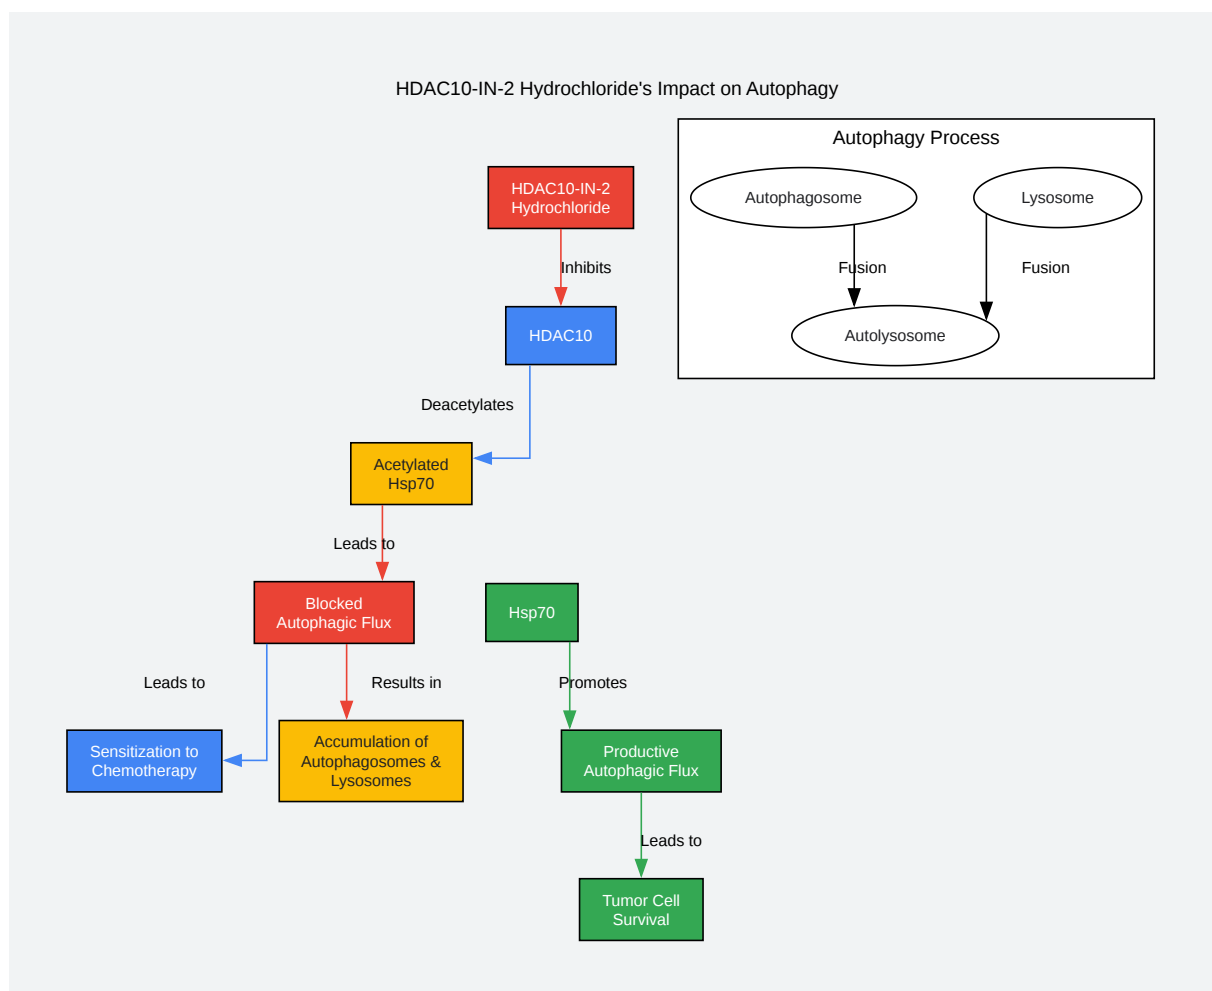 HDAC10-IN-2 Hydrochloride's Impact on Autophagy
Autophagy Process
HDAC10-IN-2
Hydrochloride
Autophagosome
Lysosome
Inhibits
Fusion
Fusion
HDAC10
Autolysosome
Deacetylates
Acetylated
Hsp70
Leads to
Blocked
Autophagic Flux
Hsp70
Leads to
Results in
Promotes
Sensitization to
Chemotherapy
Accumulation of
Autophagosomes &
Lysosomes
Productive
Autophagic Flux
Leads to
Tumor Cell
Survival